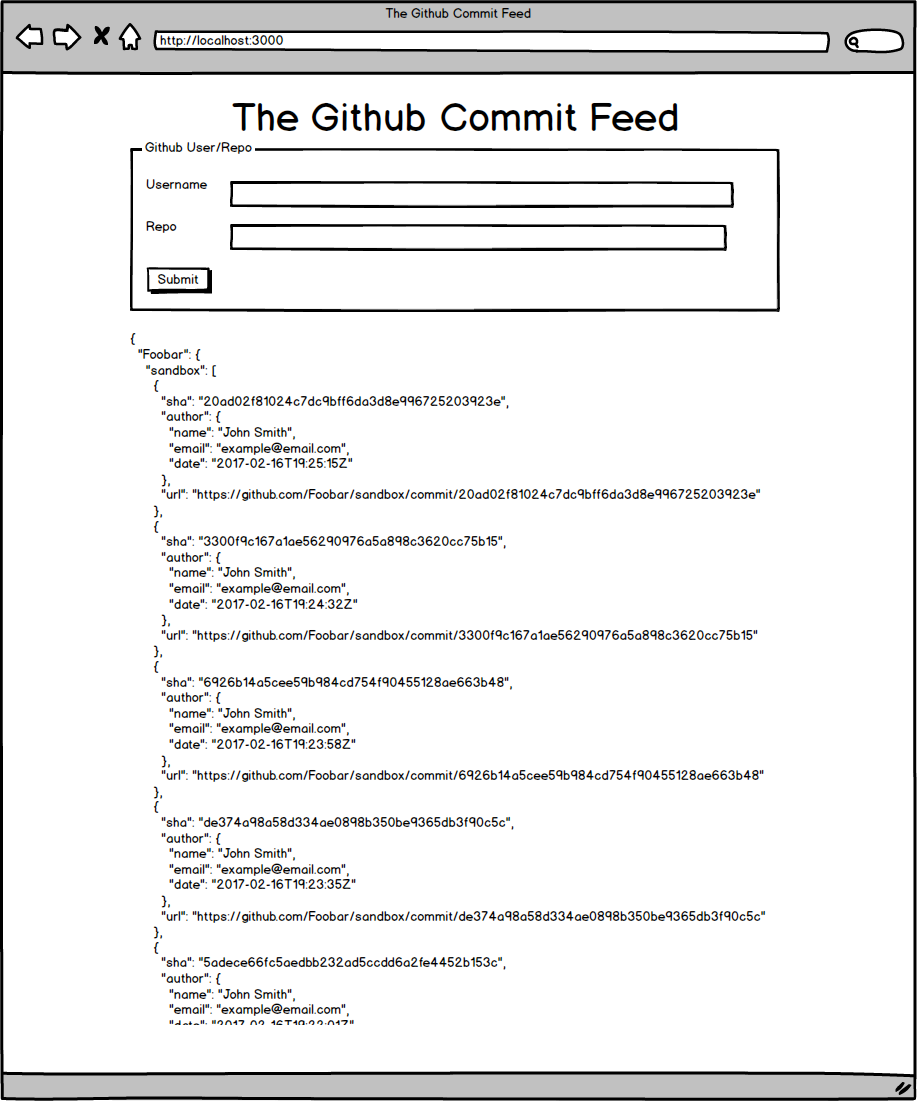 The Github Commit Feed
http://localhost:3000
The Github Commit Feed
Github User/Repo
Username
Repo
Submit
{
"Foobar": {
"sandbox": [
{
"sha": "20ad02f81024c7dc9bff6da3d8e996725203923e",
"author": {
"name": "John Smith",
"email": "example@email.com",
"date": "2017-02-16T19:25:15Z"
},
"url": "https://github.com/Foobar/sandbox/commit/20ad02f81024c7dc9bff6da3d8e996725203923e"
},
{
"sha": "3300f9c167a1ae56290976a5a898c3620cc75b15",
"author": {
"name": "John Smith",
"email": "example@email.com",
"date": "2017-02-16T19:24:32Z"
},
"url": "https://github.com/Foobar/sandbox/commit/3300f9c167a1ae56290976a5a898c3620cc75b15"
},
{
"sha": "6926b14a5cee59b984cd754f90455128ae663b48",
"author": {
"name": "John Smith",
"email": "example@email.com",
"date": "2017-02-16T19:23:58Z"
},
"url": "https://github.com/Foobar/sandbox/commit/6926b14a5cee59b984cd754f90455128ae663b48"
},
{
"sha": "de374a98a58d334ae0898b350be9365db3f90c5c",
"author": {
"name": "John Smith",
"email": "example@email.com",
"date": "2017-02-16T19:23:35Z"
},
"url": "https://github.com/Foobar/sandbox/commit/de374a98a58d334ae0898b350be9365db3f90c5c"
},
{
"sha": "5adece66fc5aedbb232ad5ccdd6a2fe4452b153c",
"author": {
"name": "John Smith",
"email": "example@email.com",
"date":